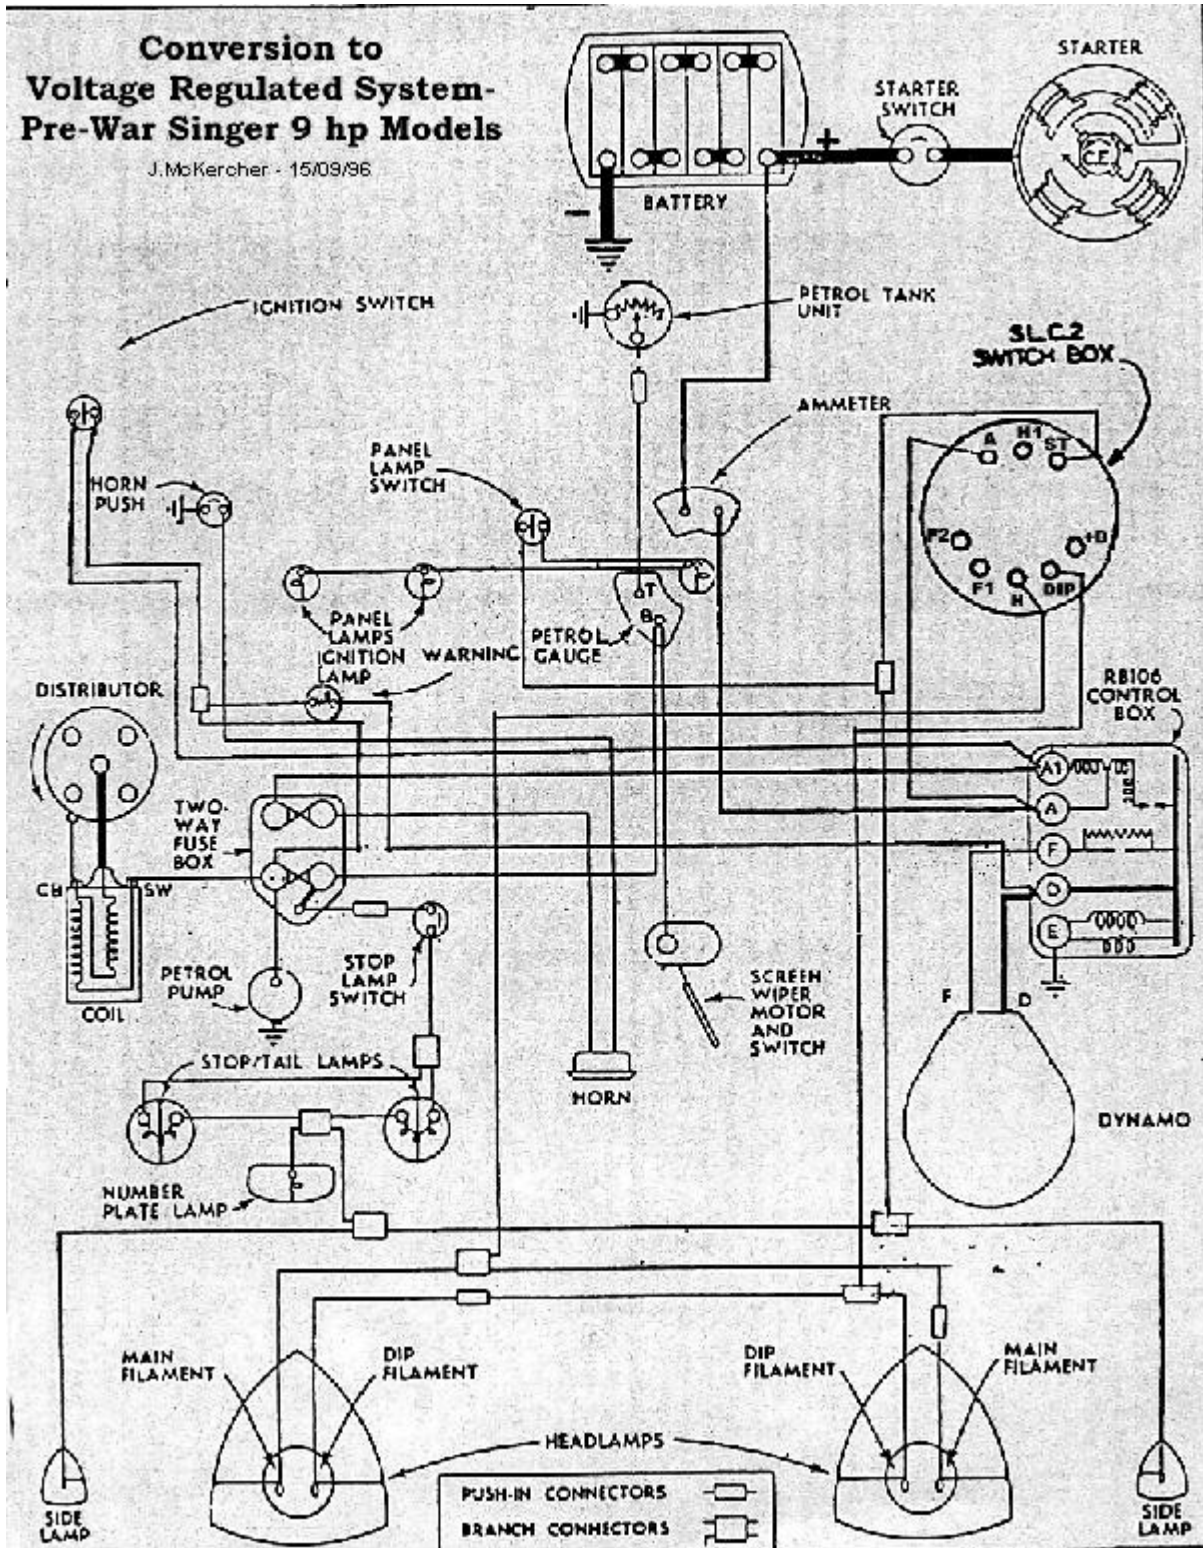 Conversion to
Voltage Regulated System-
Pre-War Singer 9 hp Models
J.McKercher - 15/09/96
STARTER
STARTER
SWITCH
C.F.
+
-
BATTERY
IGNITION SWITCH
PETROL TANK
UNIT
S.L.C.2
SWITCH BOX
AMMETER
PANEL
LAMP
SWITCH
HORN
PUSH
A
H1
ST
F2
+D
F1
H
DIP
T
B
PANEL
LAMPS
PETROL
GAUGE
IGNITION WARNING
LAMP
DISTRIBUTOR
RB106
CONTROL
BOX
A1
A
F
D
E
TWO-
WAY
FUSE
BOX
CB
SW
COIL
PETROL
PUMP
STOP
LAMP
SWITCH
SCREEN
WIPER
MOTOR
AND
SWITCH
F
D
STOP/TAIL LAMPS
HORN
DYNAMO
NUMBER
PLATE LAMP
MAIN
FILAMENT
DIP
FILAMENT
DIP
FILAMENT
MAIN
FILAMENT
HEADLAMPS
SIDE
LAMP
SIDE
LAMP
PUSH-IN CONNECTORS
BRANCH CONNECTORS